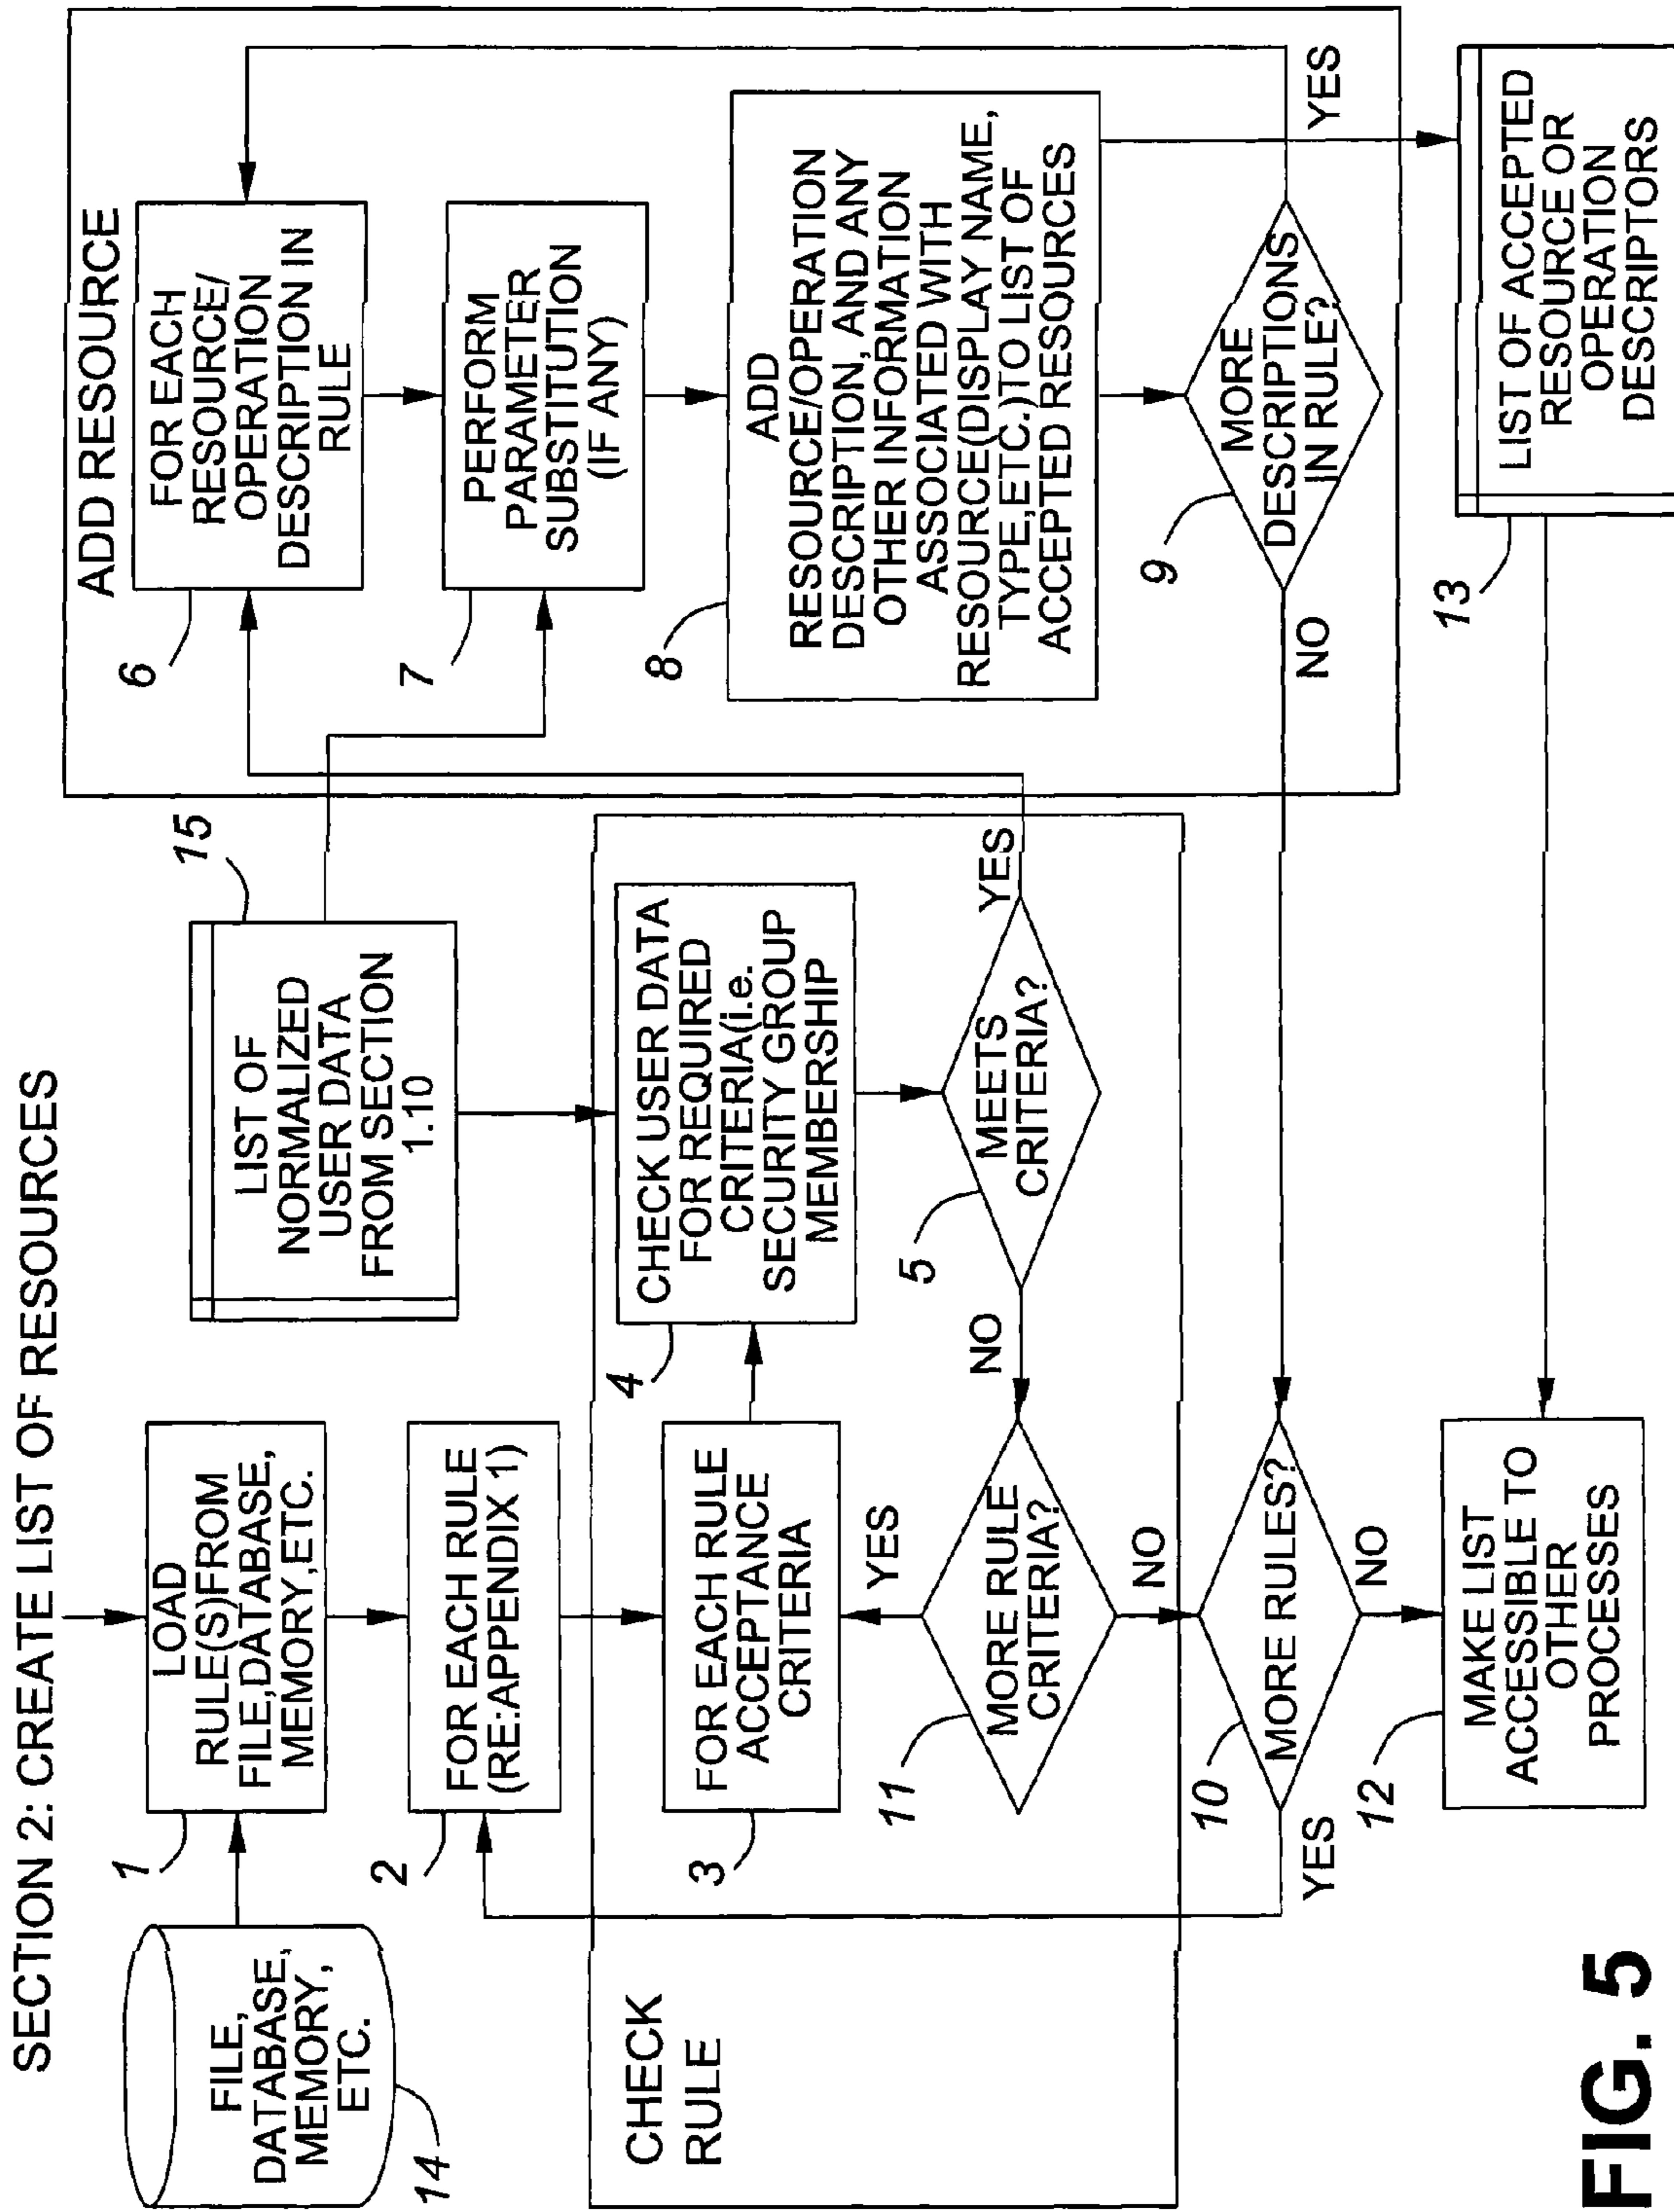 SECTION 2: CREATE LIST OF RESOURCES
FILE,
DATABASE,
MEMORY,
ETC.
14
1
LOAD
RULE(S)FROM
FILE,DATABASE,
MEMORY,ETC.
2
FOR EACH RULE
(RE:APPENDIX 1)
15
LIST OF
NORMALIZED
USER DATA
FROM SECTION
1.10
CHECK
RULE
3
FOR EACH RULE
ACCEPTANCE
CRITERIA
4
CHECK USER DATA
FOR REQUIRED
CRITERIA(i.e.
SECURITY GROUP
MEMBERSHIP
5
MEETS
CRITERIA?
YES
NO
11
MORE RULE
CRITERIA?
YES
NO
10
MORE RULES?
YES
NO
12
MAKE LIST
ACCESSIBLE TO
OTHER
PROCESSES
ADD RESOURCE
6
FOR EACH
RESOURCE/
OPERATION
DESCRIPTION IN
RULE
7
PERFORM
PARAMETER
SUBSTITUTION
(IF ANY)
8
ADD
RESOURCE/OPERATION
DESCRIPTION, AND ANY
OTHER INFORMATION
ASSOCIATED WITH
RESOURCE(DISPLAY NAME,
TYPE,ETC.)TO LIST OF
ACCEPTED RESOURCES
9
MORE
DESCRIPTIONS
IN RULE?
YES
NO
13
LIST OF ACCEPTED
RESOURCE OR
OPERATION
DESCRIPTORS
FIG. 5